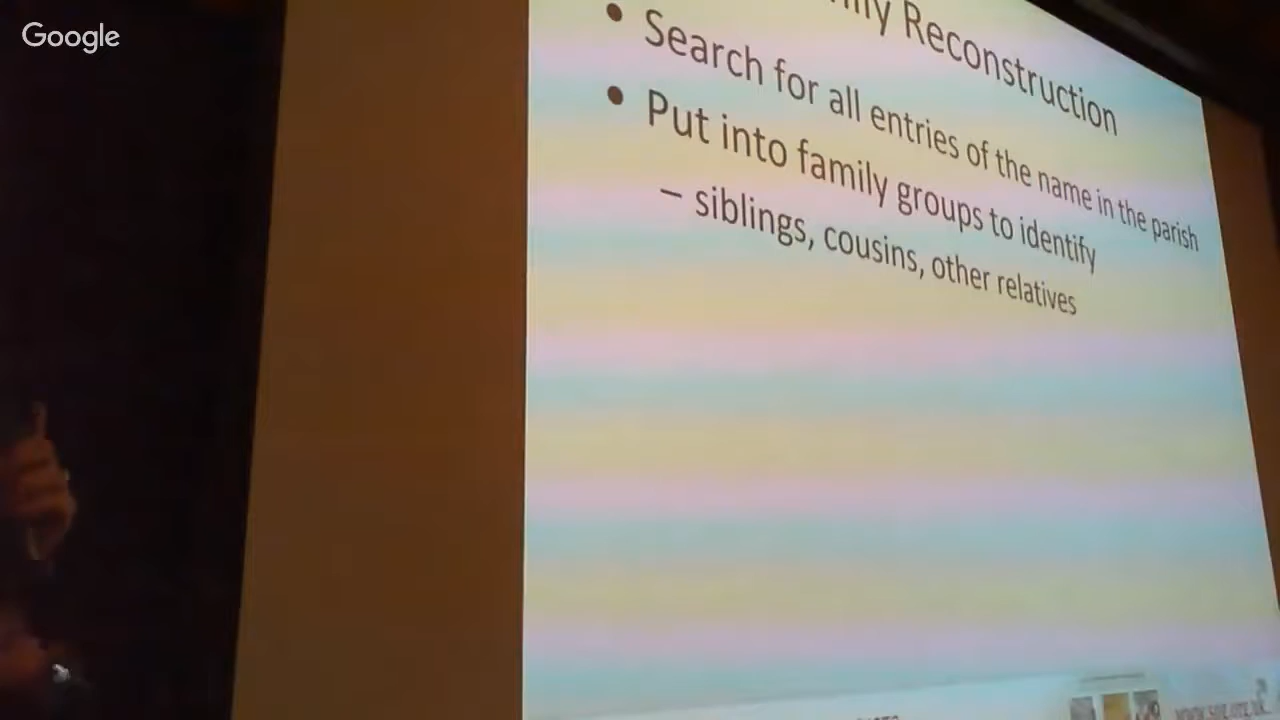 Google
Reconstruction
• Search for all entries of the name in the parish
• Put into family groups to identify
– siblings, cousins, other relatives